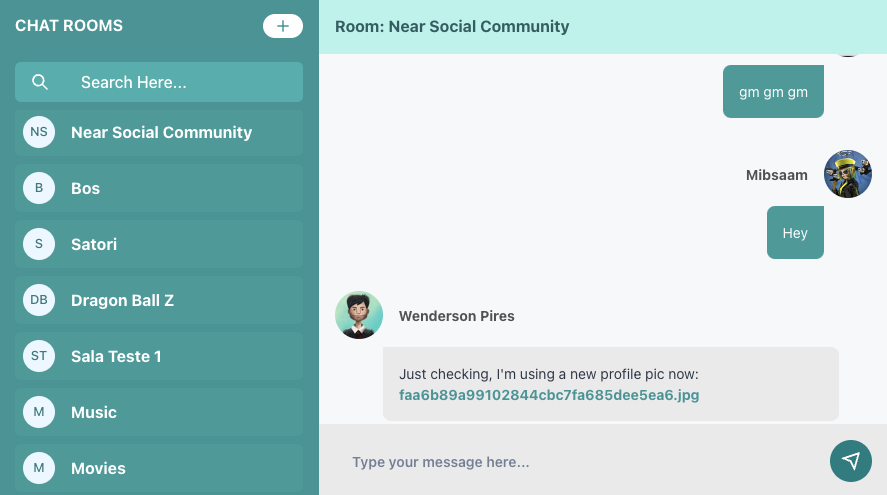 CHAT ROOMS
+
Search Here...
NS Near Social Community
B Bos
S Satori
DB Dragon Ball Z
ST Sala Teste 1
M Music
M Movies
Room: Near Social Community
gm gm gm
Mibsaam
Hey
Wenderson Pires
Just checking, I'm using a new profile pic now:
faa6b89a99102844cbc7fa685dee5ea6.jpg
Type your message here...